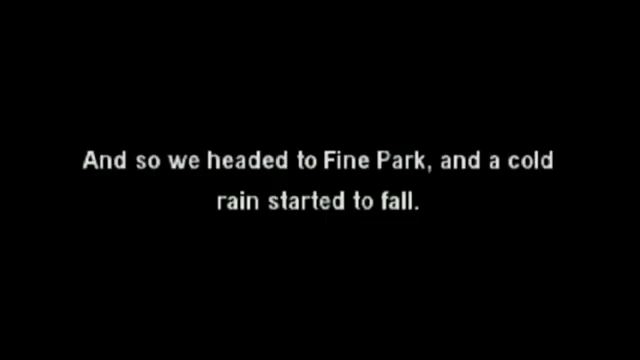 And so we headed to Fine Park, and a cold
rain started to fall.